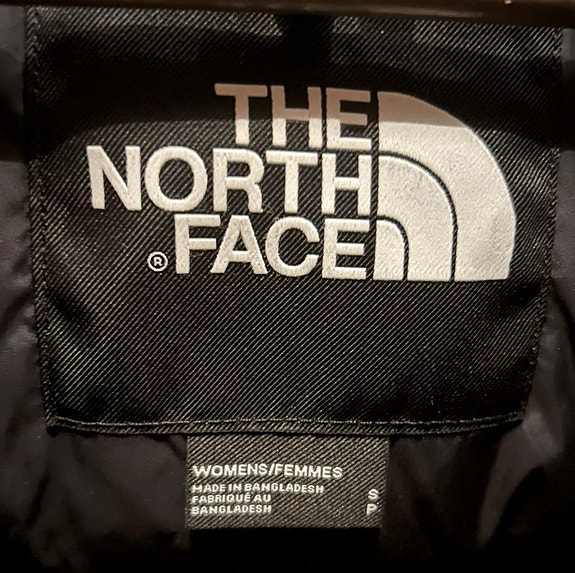 THE
NORTH
® FACE
WOMENS/FEMMES
MADE IN BANGLADESH
FABRIQUÉ AU
BANGLADESH
S
P